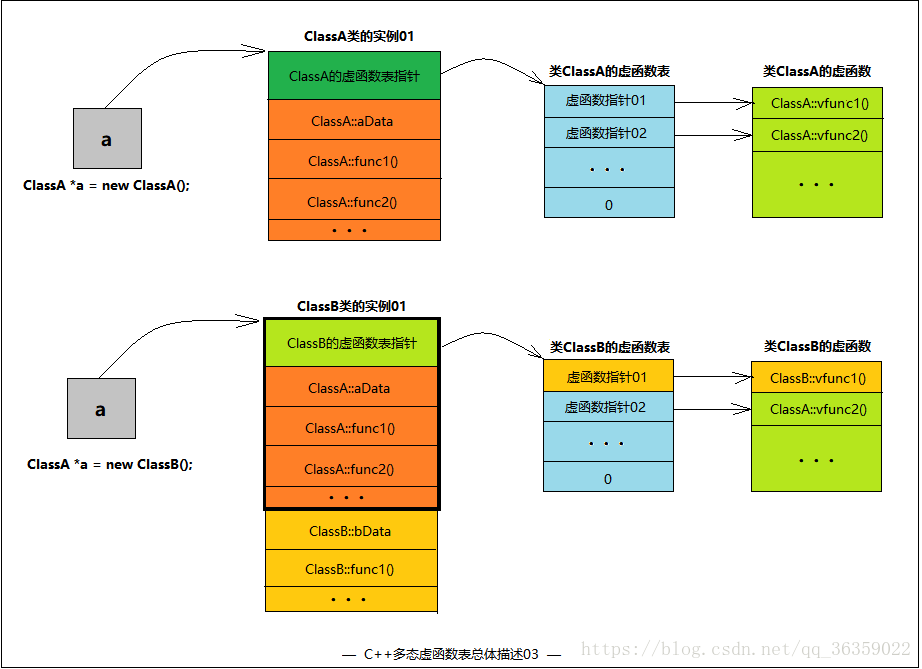 ClassA类的实例01
ClassA的虚函数表指针
ClassA::aData
ClassA::func1()
ClassA::func2()
· · ·
a
ClassA *a = new ClassA();
类ClassA的虚函数表
虚函数指针01
虚函数指针02
· · ·
0
类ClassA的虚函数
ClassA::vfunc1()
ClassA::vfunc2()
· · ·
ClassB类的实例01
ClassB的虚函数表指针
ClassA::aData
ClassA::func1()
ClassA::func2()
· · ·
ClassB::bData
ClassB::func1()
· · ·
a
ClassA *a = new ClassB();
类ClassB的虚函数表
虚函数指针01
虚函数指针02
· · ·
0
类ClassB的虚函数
ClassB::vfunc1()
ClassA::vfunc2()
· · ·
— C++多态虚函数表总体描述03 —
https://blog.csdn.net/qq_36359022